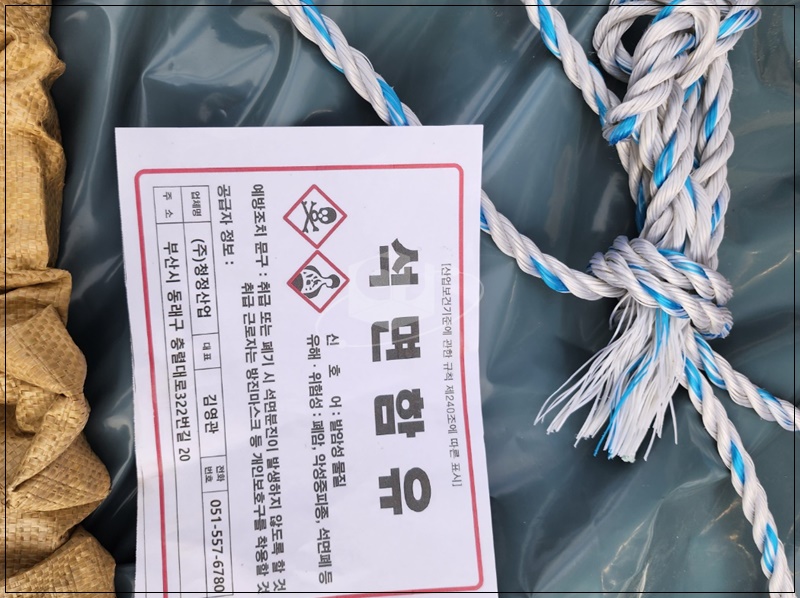 [산업보건기준에 관한 규칙 제240조에 따른 표시]
석면함유
신 호 어 : 발암성 물질
유해 · 위험성 : 폐암, 악성중피종, 석면폐 등
예방조치 문구 : 취급 또는 폐기 시 석면분진이 발생하지 않도록 할 것
취급 근로자는 방진마스크 등 개인보호구를 착용할 것
공급자 정보 :
업체명 (주)청정산업 대표 김영관 전화번호 051-557-6780
주 소 부산시 동래구 충렬대로322번길 20